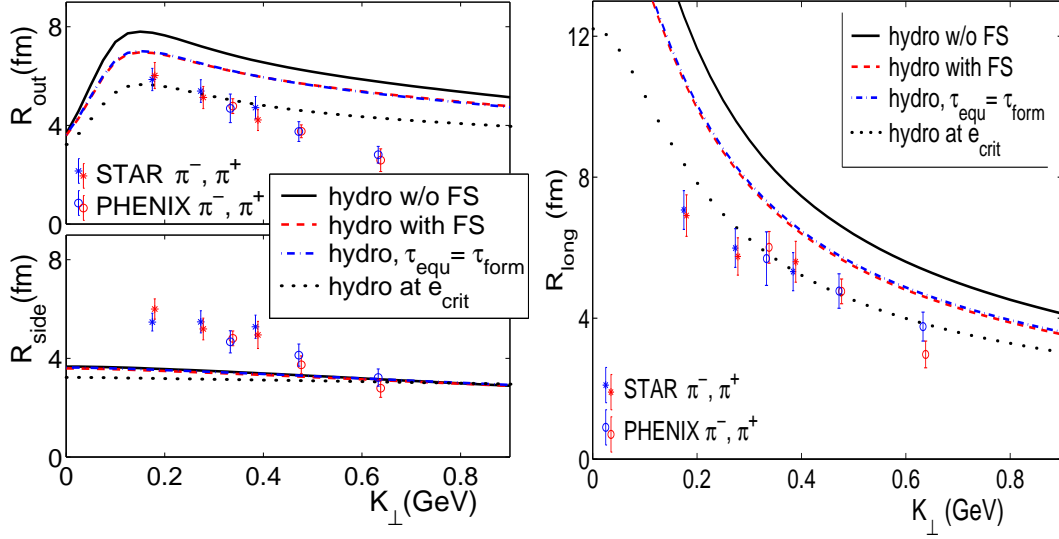 8
4
0
R_out(fm)
STAR π⁻, π⁺
PHENIX π⁻, π⁺
hydro w/o FS
hydro with FS
hydro, τ_equ= τ_form
hydro at e_crit
8
4
0
R_side(fm)
0 0.2 0.4 0.6 0.8
K_⊥(GeV)
12
8
4
0
R_long (fm)
hydro w/o FS
hydro with FS
hydro, τ_equ= τ_form
hydro at e_crit
STAR π⁻, π⁺
PHENIX π⁻, π⁺
0 0.2 0.4 0.6 0.8
K_⊥(GeV)